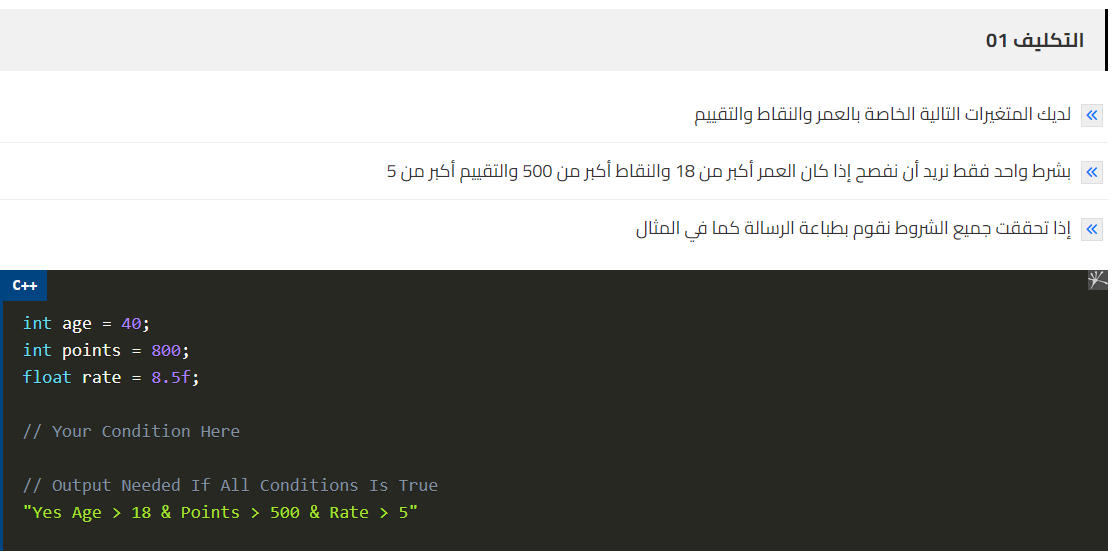 التكليف 01
لديك المتغيرات التالية الخاصة بالعمر والنقاط والتقييم
بشرط واحد فقط نريد أن نفصح إذا كان العمر أكبر من 18 والنقاط أكبر من 500 والتقييم أكبر من 5
إذا تحققت جميع الشروط نقوم بطباعة الرسالة كما في المثال
C++
int age = 40;
int points = 800;
float rate = 8.5f;
// Your Condition Here
// Output Needed If All Conditions Is True
"Yes Age > 18 & Points > 500 & Rate > 5"